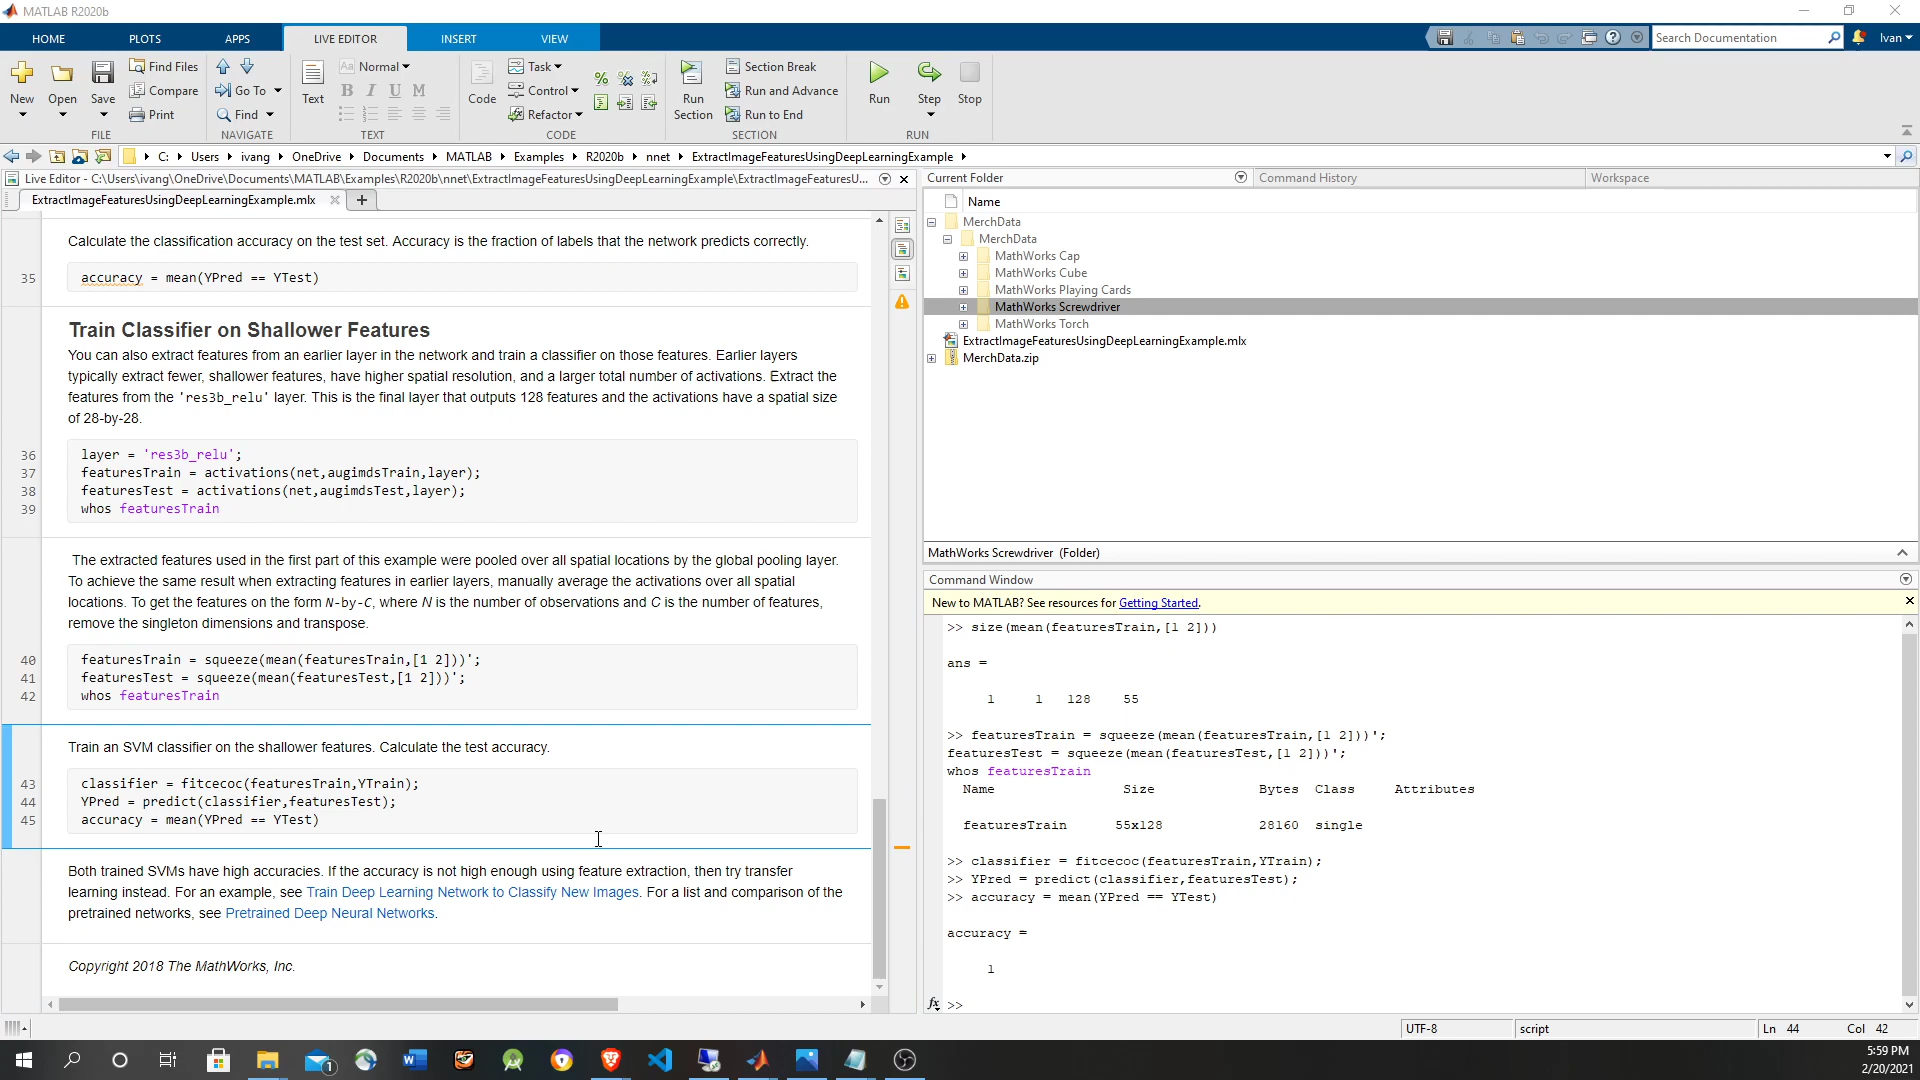 MATLAB R2020b
HOME PLOTS APPS LIVE EDITOR INSERT VIEW
Search Documentation
Ivan
New
Open
Save
Find Files
Compare
Print
FILE
Go To
Find
NAVIGATE
Text
Aa Normal
B I U M
TEXT
Code
Task
Control
Refactor
CODE
Run Section
Section Break
Run and Advance
Run to End
SECTION
Run
Step
Stop
RUN
C: Users ivang OneDrive Documents MATLAB Examples R2020b nnet ExtractImageFeaturesUsingDeepLearningExample
Live Editor - C:\Users\ivang\OneDrive\Documents\MATLAB\Examples\R2020b\nnet\ExtractImageFeaturesUsingDeepLearningExample\ExtractImageFeaturesU...
ExtractImageFeaturesUsingDeepLearningExample.mlx
Calculate the classification accuracy on the test set. Accuracy is the fraction of labels that the network predicts correctly.
35 accuracy = mean(YPred == YTest)
Train Classifier on Shallower Features
You can also extract features from an earlier layer in the network and train a classifier on those features. Earlier layers
typically extract fewer, shallower features, have higher spatial resolution, and a larger total number of activations. Extract the
features from the 'res3b_relu' layer. This is the final layer that outputs 128 features and the activations have a spatial size
of 28-by-28.
36 layer = 'res3b_relu';
37 featuresTrain = activations(net,augimdsTrain,layer);
38 featuresTest = activations(net,augimdsTest,layer);
39 whos featuresTrain
The extracted features used in the first part of this example were pooled over all spatial locations by the global pooling layer.
To achieve the same result when extracting features in earlier layers, manually average the activations over all spatial
locations. To get the features on the form N-by-C, where N is the number of observations and C is the number of features,
remove the singleton dimensions and transpose.
40 featuresTrain = squeeze(mean(featuresTrain,[1 2]))';
41 featuresTest = squeeze(mean(featuresTest,[1 2]))';
42 whos featuresTrain
Train an SVM classifier on the shallower features. Calculate the test accuracy.
43 classifier = fitcecoc(featuresTrain,YTrain);
44 YPred = predict(classifier,featuresTest);
45 accuracy = mean(YPred == YTest)
Both trained SVMs have high accuracies. If the accuracy is not high enough using feature extraction, then try transfer
learning instead. For an example, see Train Deep Learning Network to Classify New Images. For a list and comparison of the
pretrained networks, see Pretrained Deep Neural Networks.
Copyright 2018 The MathWorks, Inc.
Current Folder
Command History
Workspace
Name
MerchData
MerchData
MathWorks Cap
MathWorks Cube
MathWorks Playing Cards
MathWorks Screwdriver
MathWorks Torch
ExtractImageFeaturesUsingDeepLearningExample.mlx
MerchData.zip
MathWorks Screwdriver (Folder)
Command Window
New to MATLAB? See resources for Getting Started.
>> size(mean(featuresTrain,[1 2]))
ans =
1 1 128 55
>> featuresTrain = squeeze(mean(featuresTrain,[1 2]))';
featuresTest = squeeze(mean(featuresTest,[1 2]))';
whos featuresTrain
Name Size Bytes Class Attributes
featuresTrain 55x128 28160 single
>> classifier = fitcecoc(featuresTrain,YTrain);
>> YPred = predict(classifier,featuresTest);
>> accuracy = mean(YPred == YTest)
accuracy =
1
fx >>
UTF-8 script Ln 44 Col 42
5:59 PM
2/20/2021